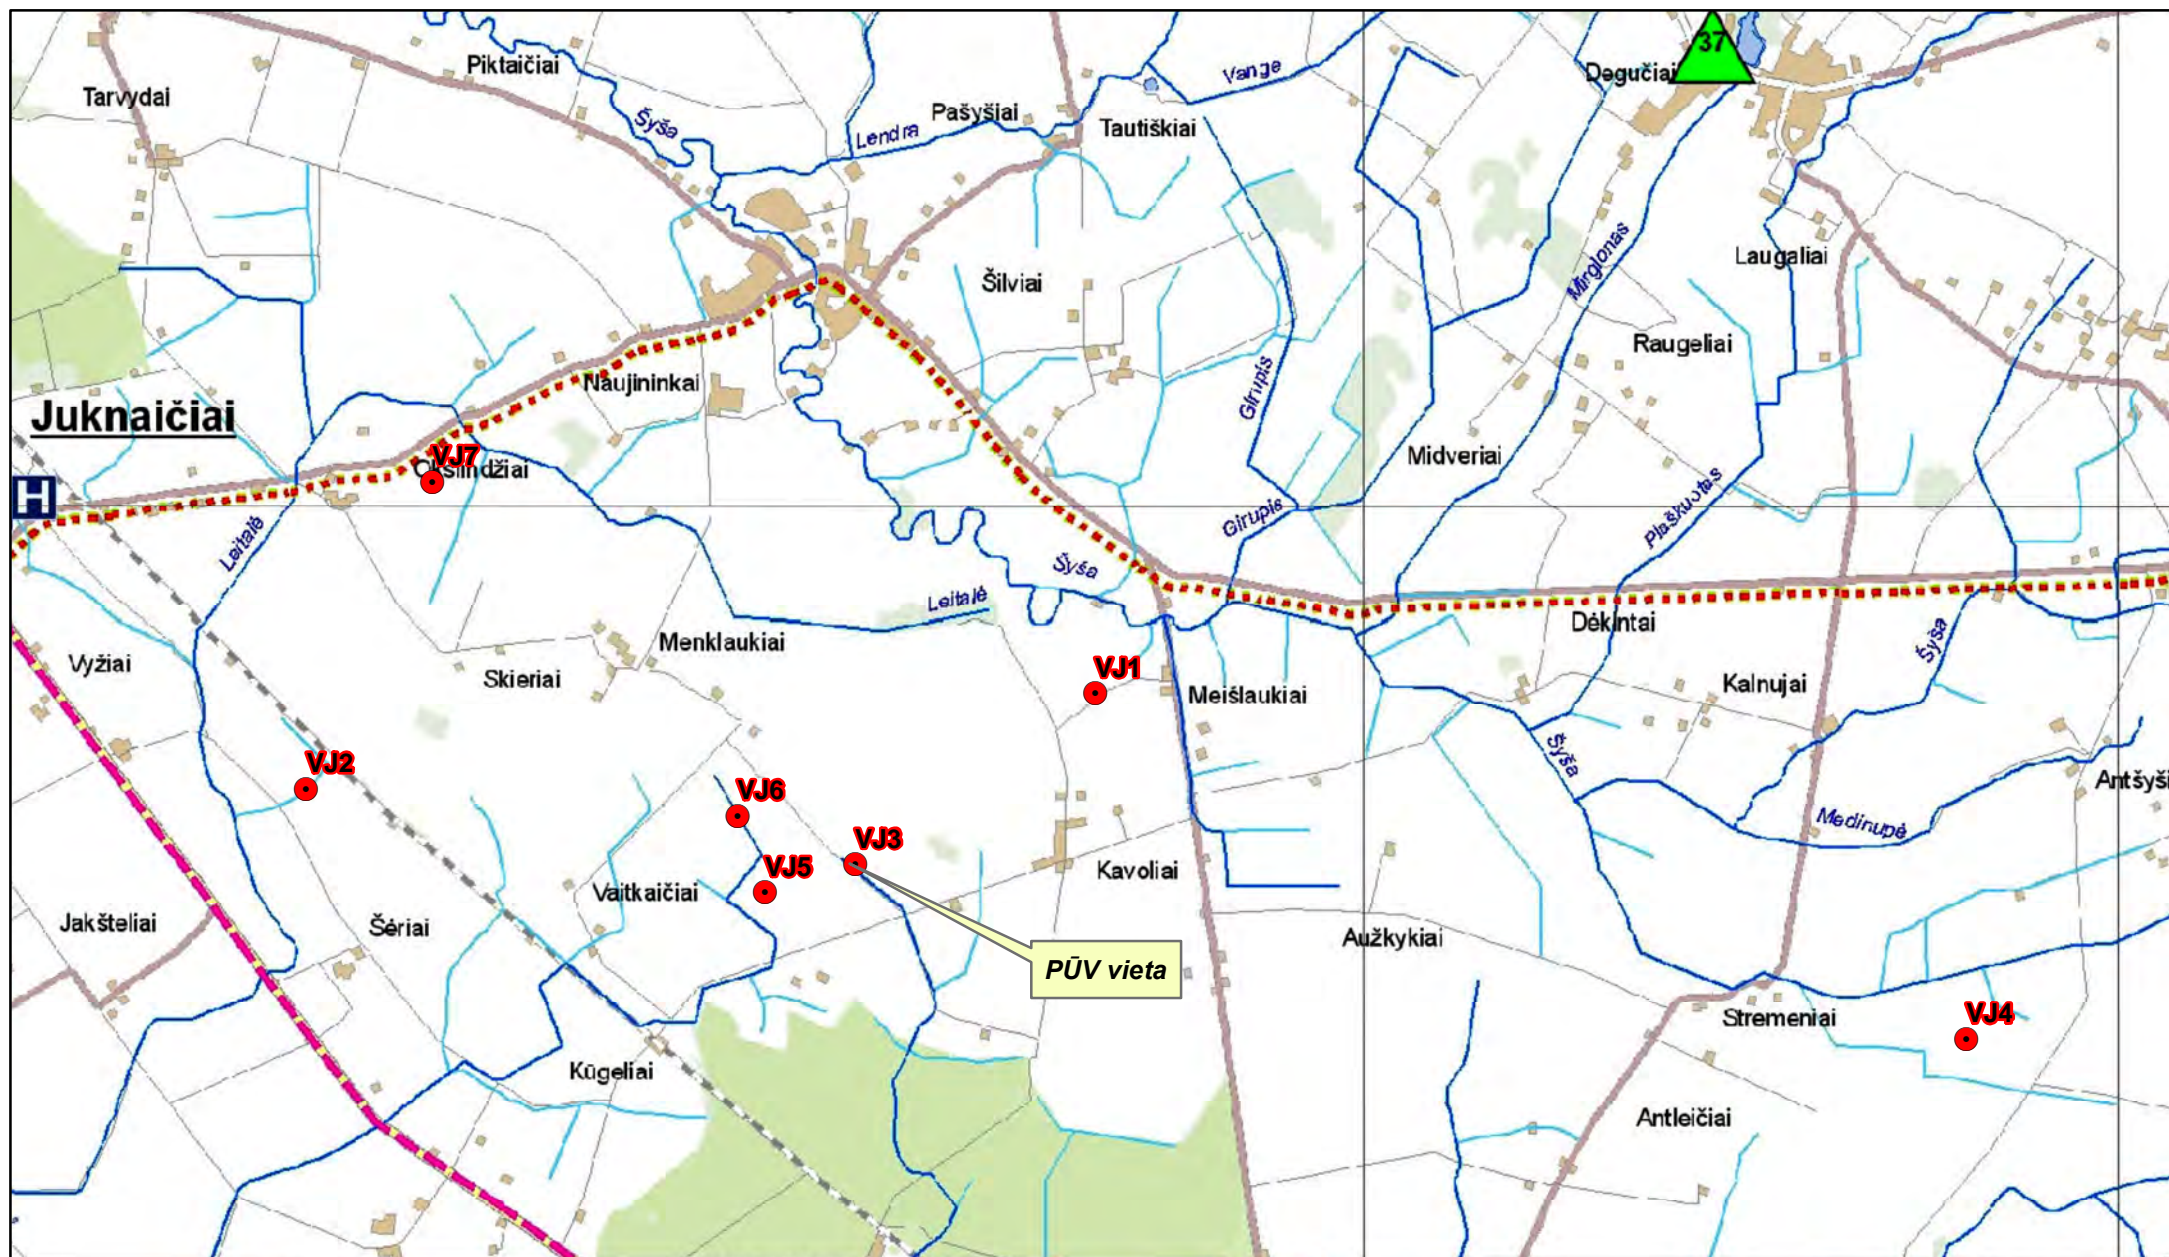 37
Piktaičiai
Vange
Degučiai
Tarvydai
Šyša
Lendra
Pašyšiai
Tautiškiai
Mirglonas
Laugaliai
Šilviai
Raugeliai
Naujininkai
Girupis
Juknaičiai
VJ7
Midveriai
H
Leitalė
Girupis
Plaškuotas
Šyša
Leitalė
Dėkintai
Šyša
Vyžiai
Skieriai
Menklaukiai
VJ1
Meišlaukiai
Kalnujai
Šyša
VJ2
VJ6
Antšyši
Medinupė
VJ3
VJ5
Vaitkaičiai
Kavoliai
Jakšteliai
Šėriai
Aužkykiai
PŪV vieta
Stremeniai
VJ4
Kūgeliai
Antleičiai